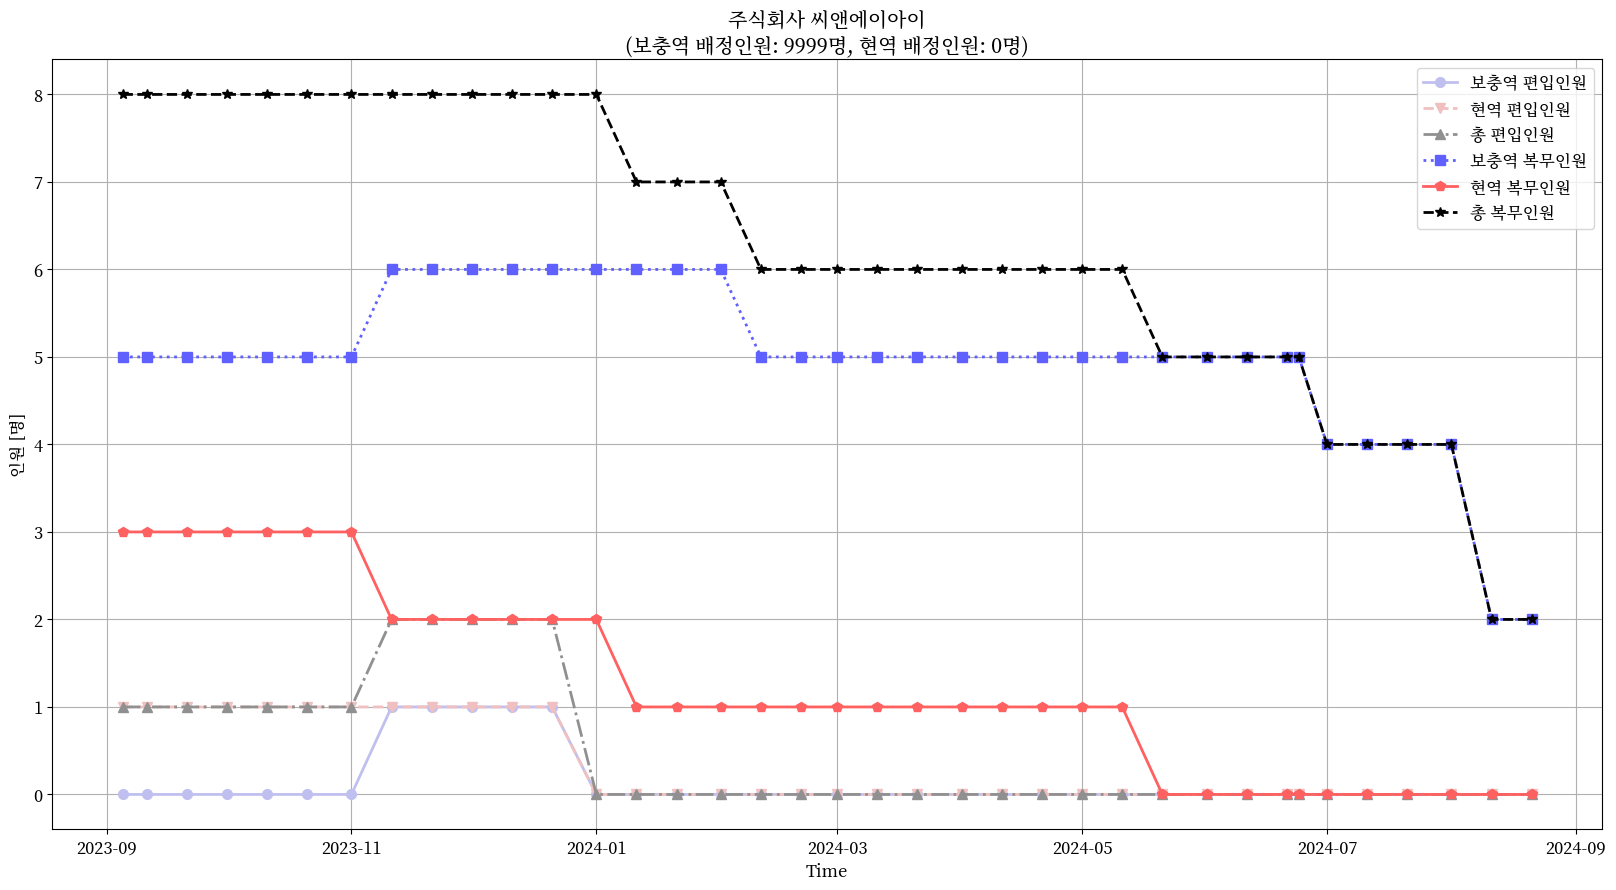 주식회사 씨앤에이아이
(보충역 배정인원: 9999명, 현역 배정인원: 0명)
보충역 편입인원
현역 편입인원
총 편입인원
보충역 복무인원
현역 복무인원
총 복무인원
인원 [명]
8
7
6
5
4
3
2
1
0
2023-09
2023-11
2024-01
2024-03
2024-05
2024-07
2024-09
Time